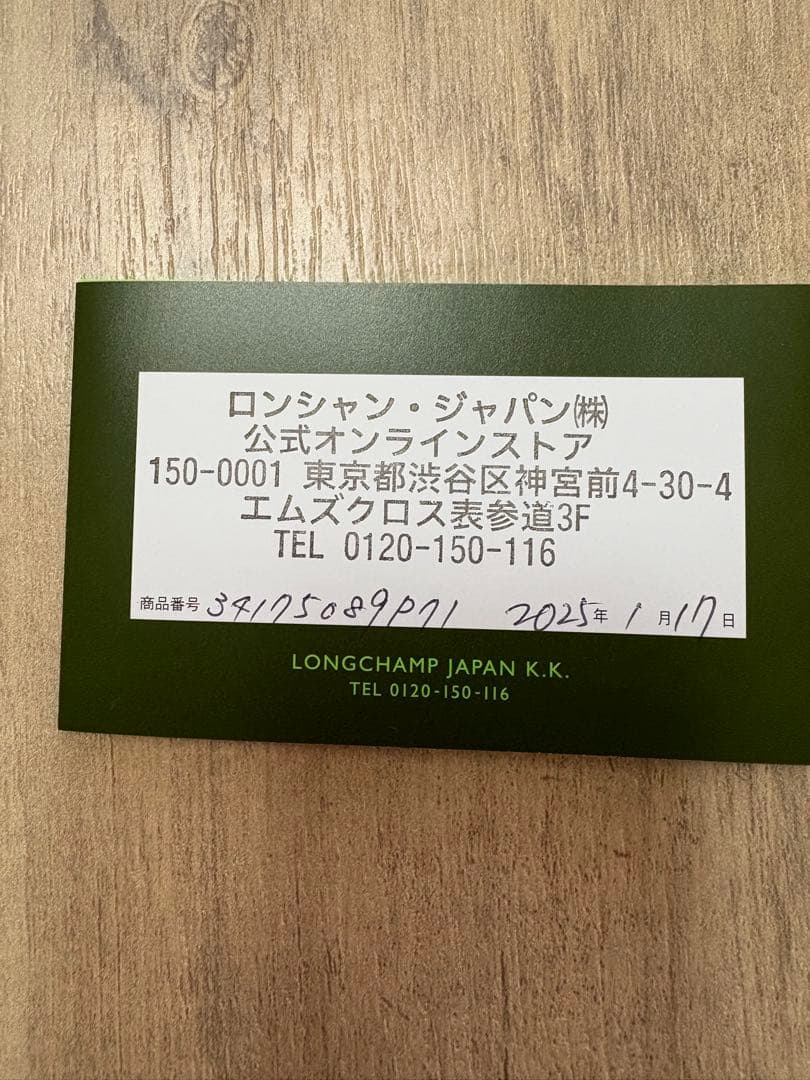 ロンシャン・ジャパン㈱
公式オンラインストア
150-0001 東京都渋谷区神宮前4-30-4
エムズクロス表参道3F
TEL 0120-150-116
商品番号 34175089P71 2025年 1月17日
LONGCHAMP JAPAN K.K.
TEL 0120-150-116